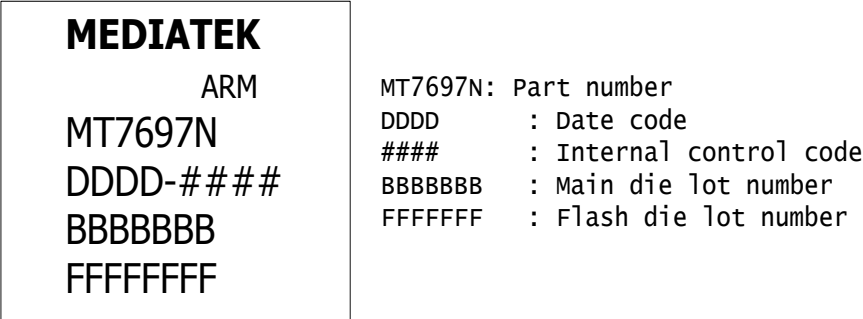 MEDIATEK
ARM
MT7697N
DDDD-####
BBBBBBB
FFFFFFFF
MT7697N: Part number
DDDD : Date code
#### : Internal control code
BBBBBBB : Main die lot number
FFFFFFF : Flash die lot number